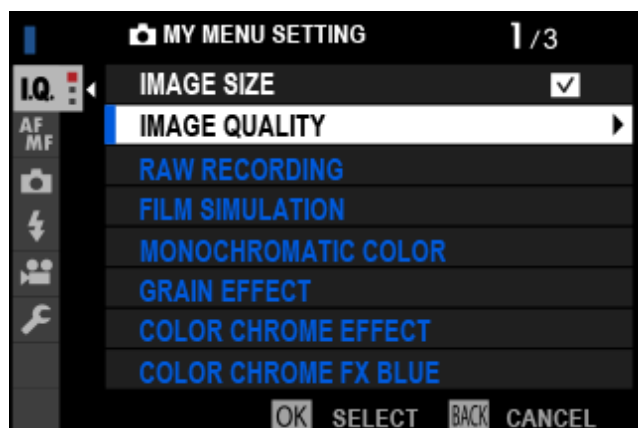 MY MENU SETTING 1/3
I.Q.
IMAGE SIZE
AF
MF
IMAGE QUALITY
RAW RECORDING
FILM SIMULATION
MONOCHROMATIC COLOR
GRAIN EFFECT
COLOR CHROME EFFECT
COLOR CHROME FX BLUE
OK SELECT BACK CANCEL